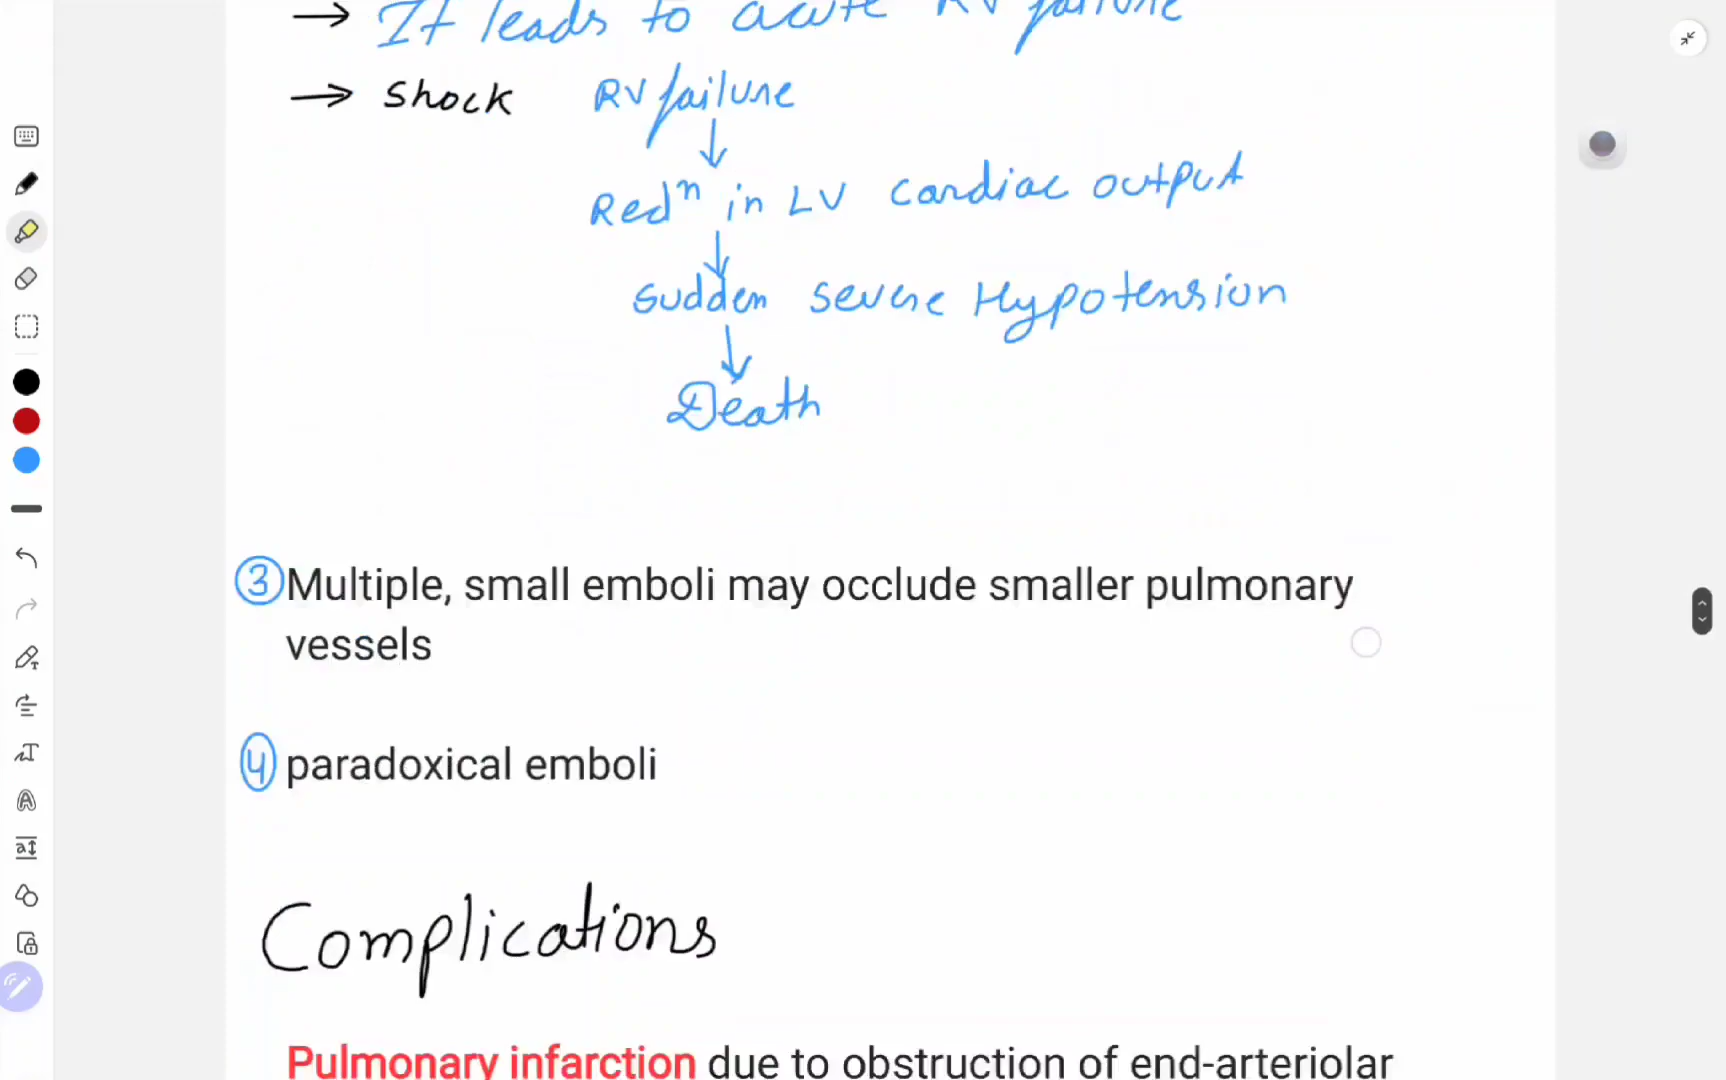 → It leads to acute RV failure
→ Shock RV failure
↓
Redⁿ in LV cardiac output
↓
Sudden severe Hypotension
↓
Death
③ Multiple, small emboli may occlude smaller pulmonary
vessels
④ paradoxical emboli
Complications
Pulmonary infarction due to obstruction of end-arteriolar